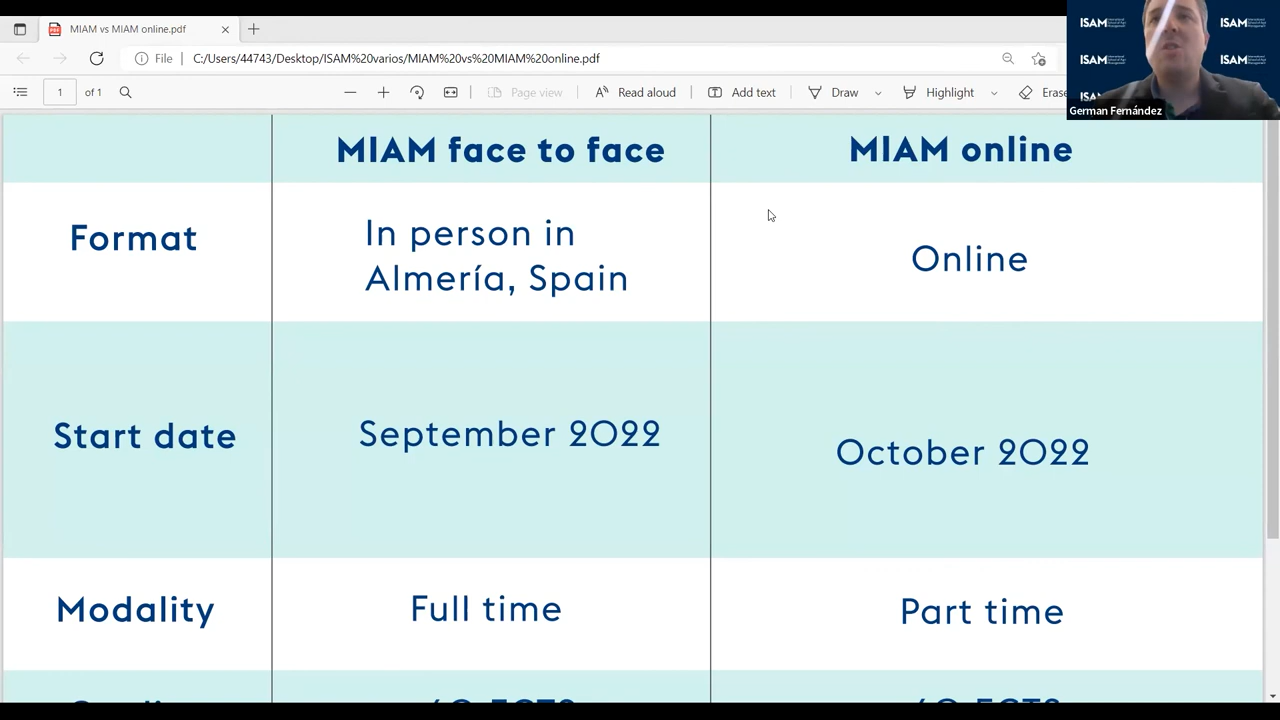 MIAM vs MIAM online.pdf
File C:/Users/44743/Desktop/ISAM%20varios/MIAM%20vs%20MIAM%20online.pdf
1 of 1 Page view Read aloud Add text Draw Highlight
ISAM ISAM
ISAM ISAM
German Fernández
MIAM face to face MIAM online
Format In person in
Almería, Spain Online
Start date September 2022 October 2022
Modality Full time Part time